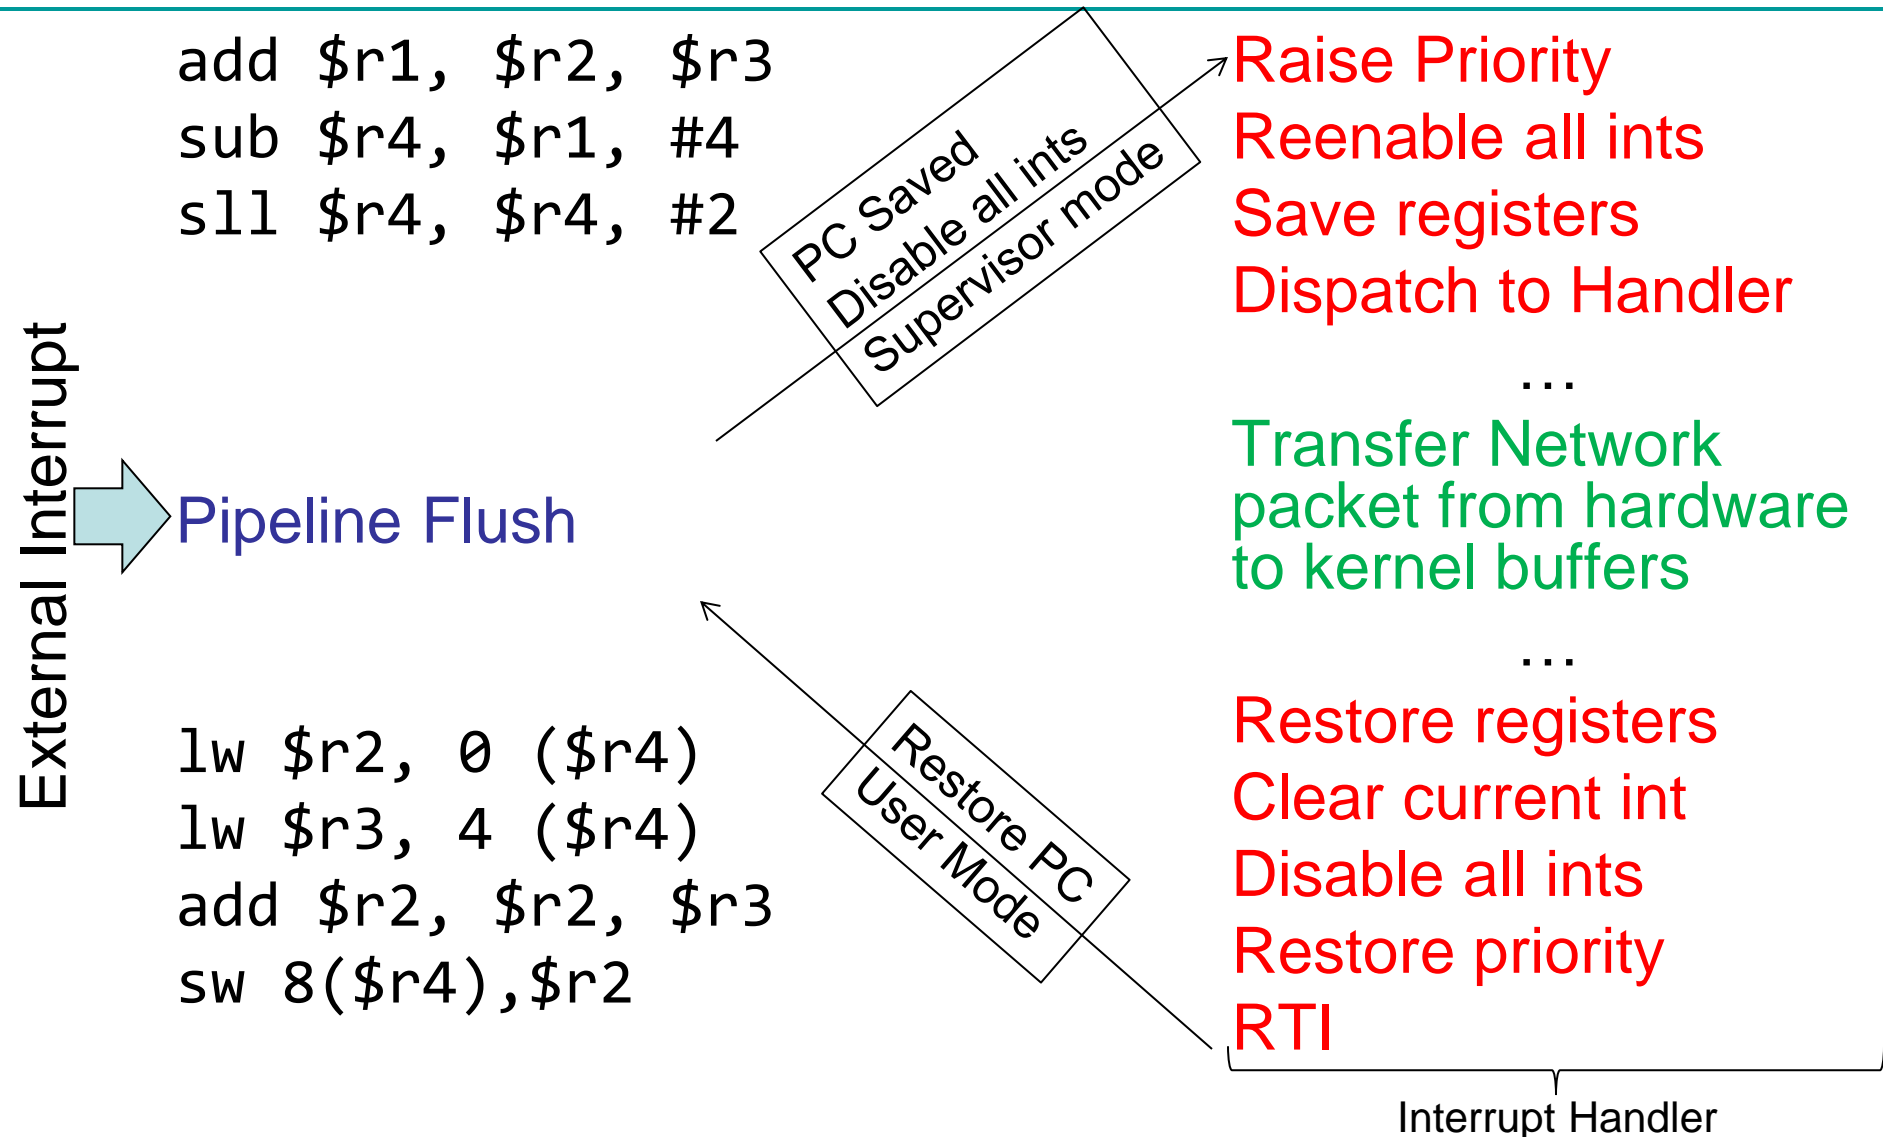 add $r1, $r2, $r3
sub $r4, $r1, #4
sll $r4, $r4, #2
External Interrupt
Pipeline Flush
lw $r2, 0 ($r4)
lw $r3, 4 ($r4)
add $r2, $r2, $r3
sw 8($r4),$r2
PC Saved
Disable all ints
Supervisor mode
Raise Priority
Reenable all ints
Save registers
Dispatch to Handler
…
Transfer Network
packet from hardware
to kernel buffers
…
Restore registers
Clear current int
Disable all ints
Restore priority
RTI
Restore PC
User Mode
Interrupt Handler